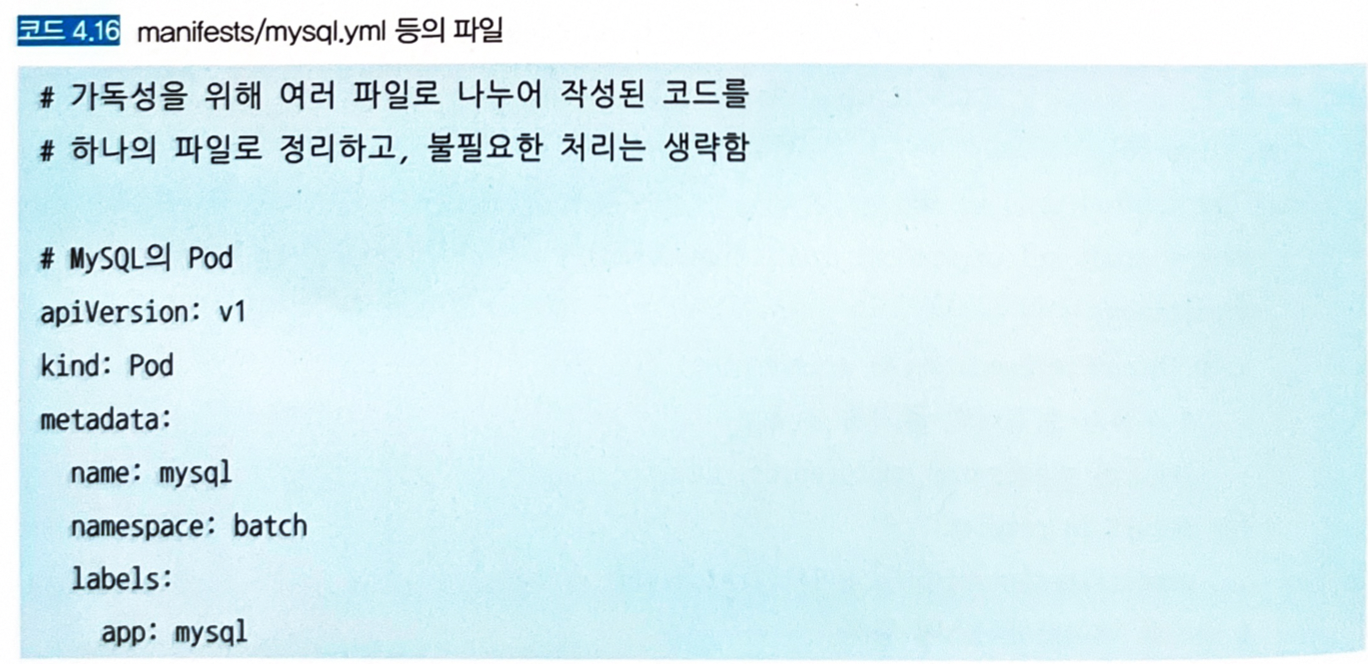 코드 4.16 manifests/mysql.yml 등의 파일
# 가독성을 위해 여러 파일로 나누어 작성된 코드를
# 하나의 파일로 정리하고, 불필요한 처리는 생략함
# MySQL의 Pod
apiVersion: v1
kind: Pod
metadata:
  name: mysql
  namespace: batch
  labels:
    app: mysql